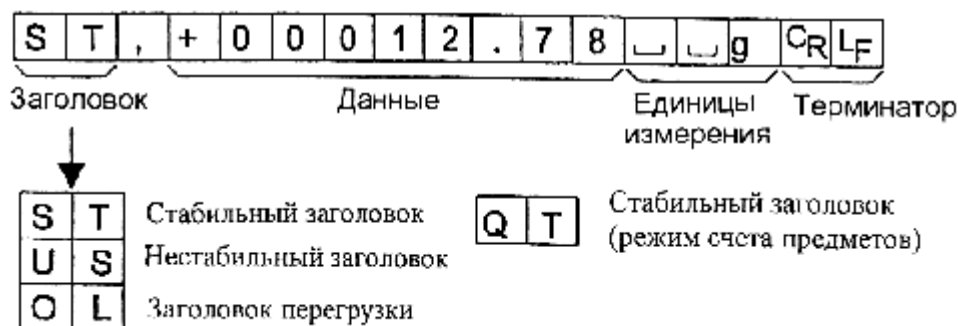 S T , + 0 0 0 1 2 . 7 8 ␣ ␣ g CR LF
Заголовок Данные Единицы измерения Терминатор
S T Стабильный заголовок
U S Нестабильный заголовок
O L Заголовок перегрузки
Q T Стабильный заголовок
(режим счета предметов)